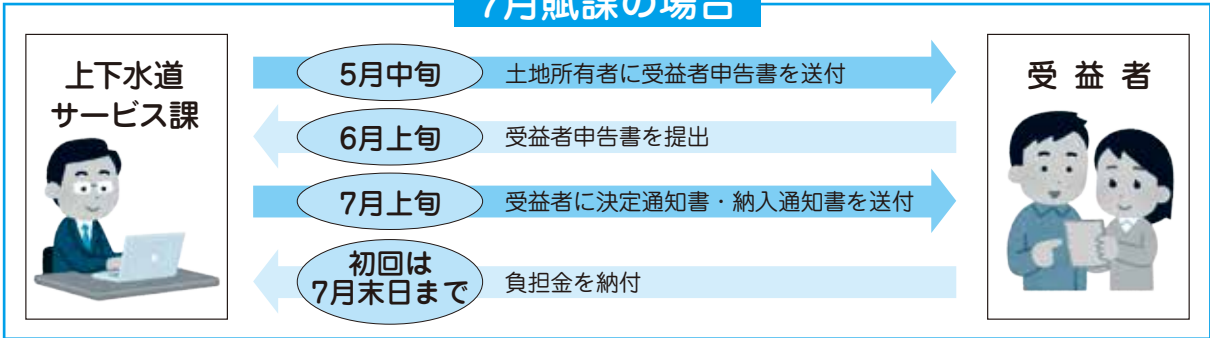 7月賦課の場合
上下水道
サービス課
5月中旬
土地所有者に受益者申告書を送付
6月上旬
受益者申告書を提出
7月上旬
受益者に決定通知書・納入通知書を送付
初回は
7月末日まで
負担金を納付
受益者